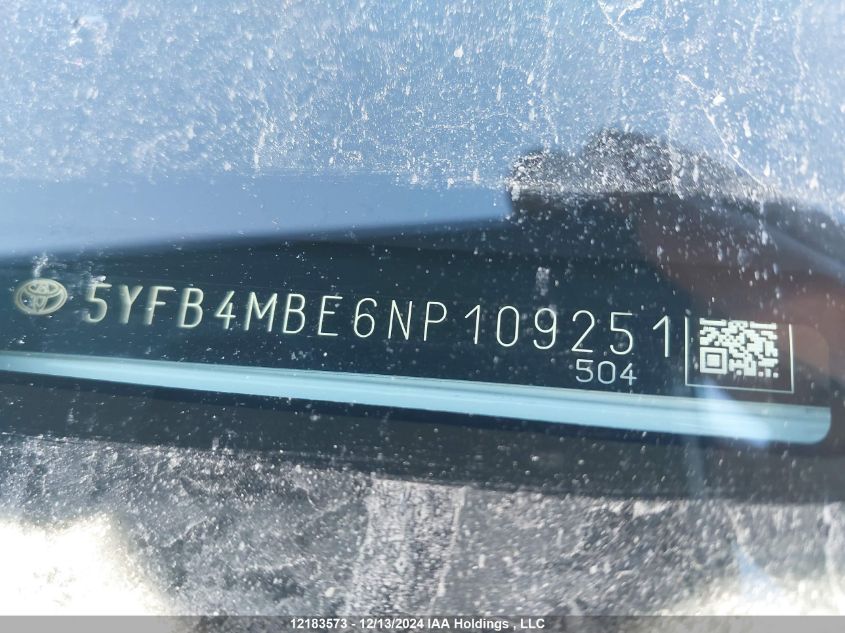 5YFB4MBE6NP109251
504
12183573 - 12/13/2024 IAA Holdings , LLC